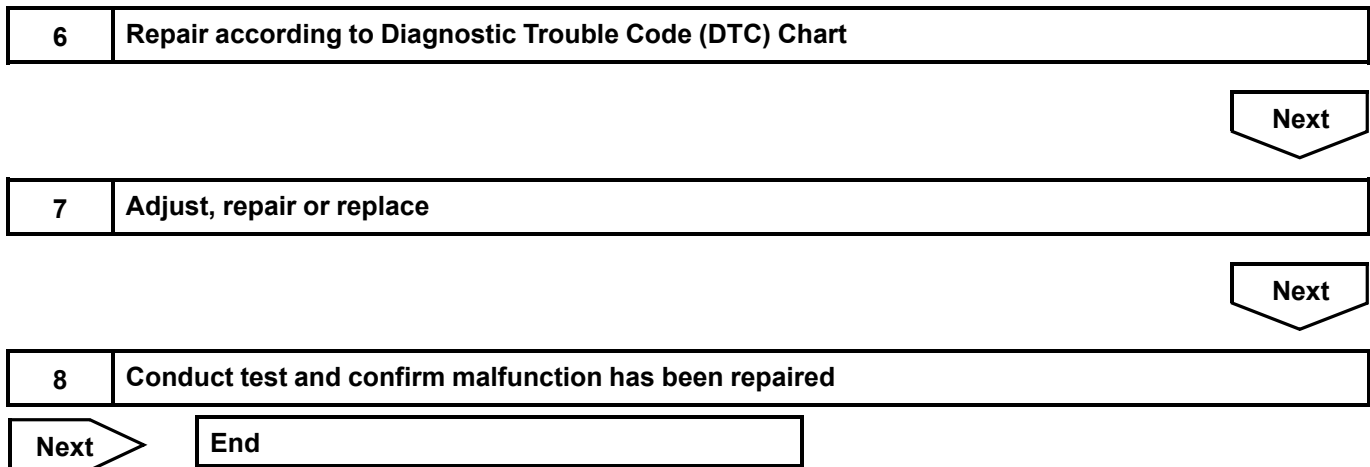 6 Repair according to Diagnostic Trouble Code (DTC) Chart
Next
7 Adjust, repair or replace
Next
8 Conduct test and confirm malfunction has been repaired
Next End